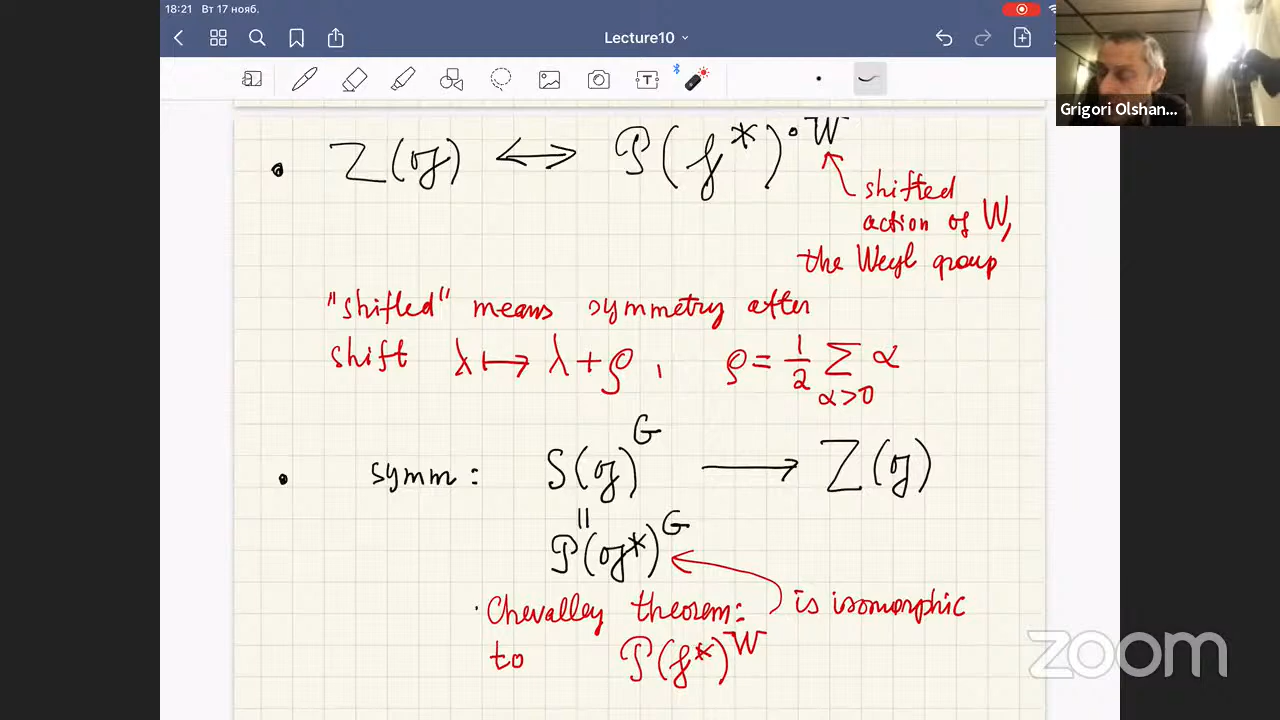 18:21 Вт 17 нояб.
Lecture10
Grigori Olshan...
• Z(𝔤) ⟷ P(𝔥*)^{•W}
shifted
action of W,
the Weyl group
"shifted" means symmetry after
shift λ ↦ λ + ρ, ρ = 1/2 Σ_{α>0} α
• symm: S(𝔤)^G ⟶ Z(𝔤)
||
P(𝔤*)^G
Chevalley theorem: is isomorphic
to P(𝔥*)^W
zoom